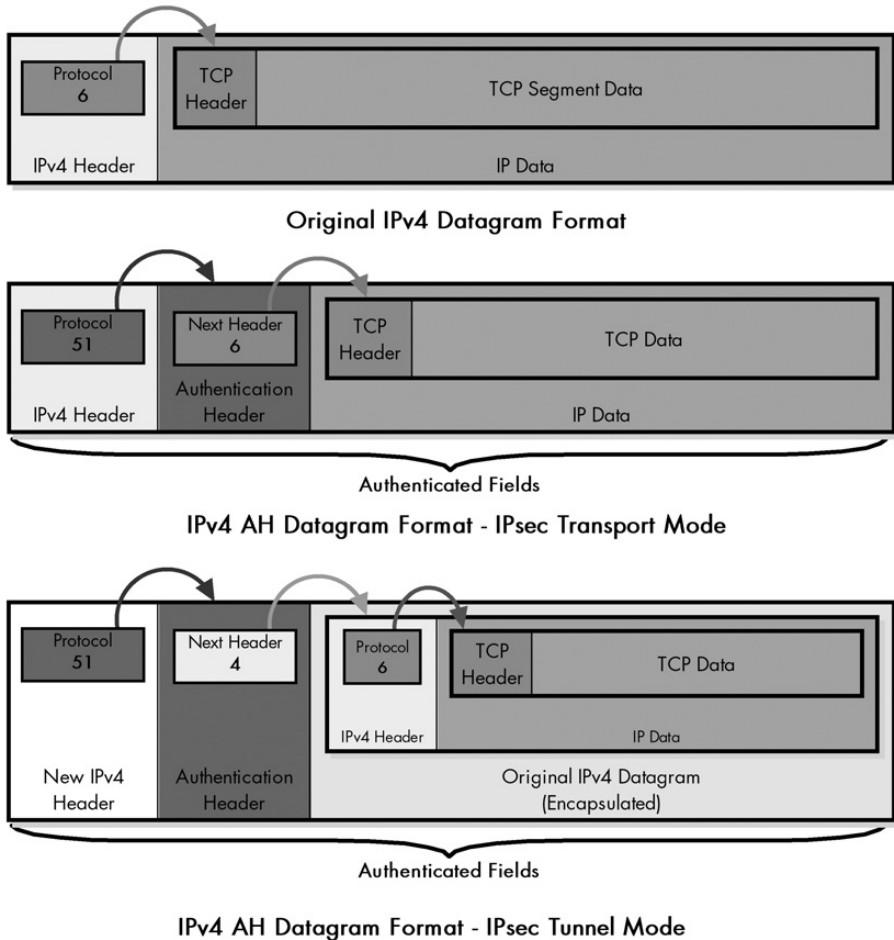 Protocol
6
TCP
Header
TCP Segment Data
IPv4 Header
IP Data
Original IPv4 Datagram Format
Protocol
51
Next Header
6
TCP
Header
TCP Data
Authentication
Header
IPv4 Header
IP Data
Authenticated Fields
IPv4 AH Datagram Format - IPsec Transport Mode
Protocol
51
Next Header
4
Protocol
6
TCP
Header
TCP Data
IPv4 Header
IP Data
New IPv4
Header
Authentication
Header
Original IPv4 Datagram
(Encapsulated)
Authenticated Fields
IPv4 AH Datagram Format - IPsec Tunnel Mode